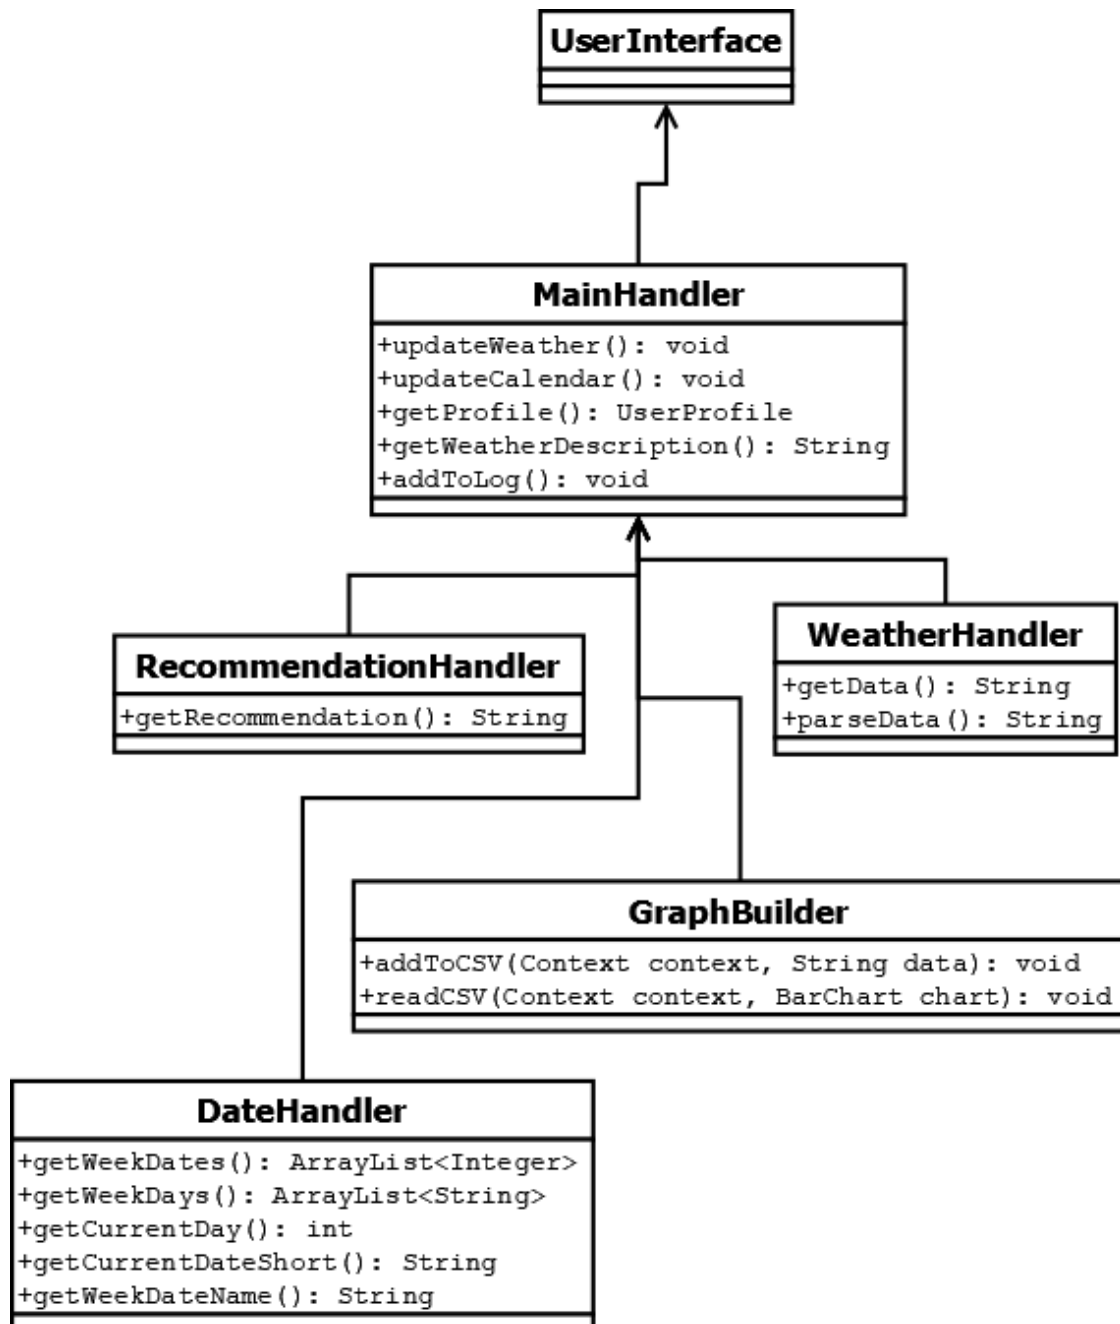 UserInterface
MainHandler
+updateWeather(): void
+updateCalendar(): void
+getProfile(): UserProfile
+getWeatherDescription(): String
+addToLog(): void
RecommendationHandler
+getRecommendation(): String
WeatherHandler
+getData(): String
+parseData(): String
GraphBuilder
+addToCSV(Context context, String data): void
+readCSV(Context context, BarChart chart): void
DateHandler
+getWeekDates(): ArrayList<Integer>
+getWeekDays(): ArrayList<String>
+getCurrentDay(): int
+getCurrentDateShort(): String
+getWeekDateName(): String